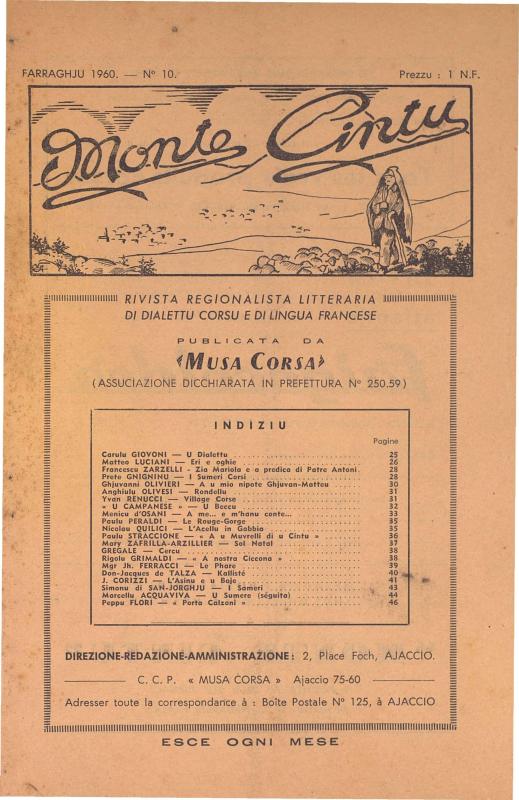 FARRAGHJU 1960. — Nº 10.
Prezzu : 1 N.F.
Monte Cintu
RIVISTA REGIONALISTA LITTERARIA
DI DIALETTU CORSU E DI LINGUA FRANCESE
PUBLICATA DA
« MUSA CORSA »
(ASSUCIAZIONE DICCHIARATA IN PREFETTURA Nº 250.59)
INDIZIU
Pagine
Carulu GIOVONI — U Dialettu 25
Matteo LUCIANI — Eri e oghie 26
Francescu ZARZELLI - Zia Mariola e a predica di Patre Antoni. 28
Prete GNIGNINU — I Sumeri Corsi 28
Ghjuvanni OLIVIERI — A u mio nipote Ghjuvan-Matteu 30
Anghiulu OLIVESI — Rondellu 31
Yvan RENUCCI — Village Corse 31
« U CAMPANESE » — U Beccu 32
Menicu d'OSANI — A me... e m'hanu conte... 33
Paulu PERALDI — Le Rouge-Gorge 35
Nicolau QUILICI — L'Acellu in Gabbia 35
Paulu STRACCIONE — « A u Muvrelli di u Cintu » 36
Mary ZAFRILLA-ARZILLIER — Sol Natal 37
GREGALE — Cercu 38
Rigolu GRIMALDI — « A nostra Ciccona » 38
Mgr Jh. FERRACCI — Le Phare 39
Don-Jacques de TALZA — Kallisté 40
J. CORIZZI — L'Asinu e u Boje 41
Simonu di SAN-JORGHJU — I Sameri 43
Marcellu ACQUAVIVA — U Sumere (séguita) 44
Peppu FLORI — « Porta Calzoni » 46
DIREZIONE-REDAZIONE-AMMINISTRAZIONE : 2, Place Foch, AJACCIO.
C. C. P. « MUSA CORSA » Ajaccio 75-60
Adresser toute la correspondance à : Boîte Postale Nº 125, à AJACCIO
ESCE OGNI MESE